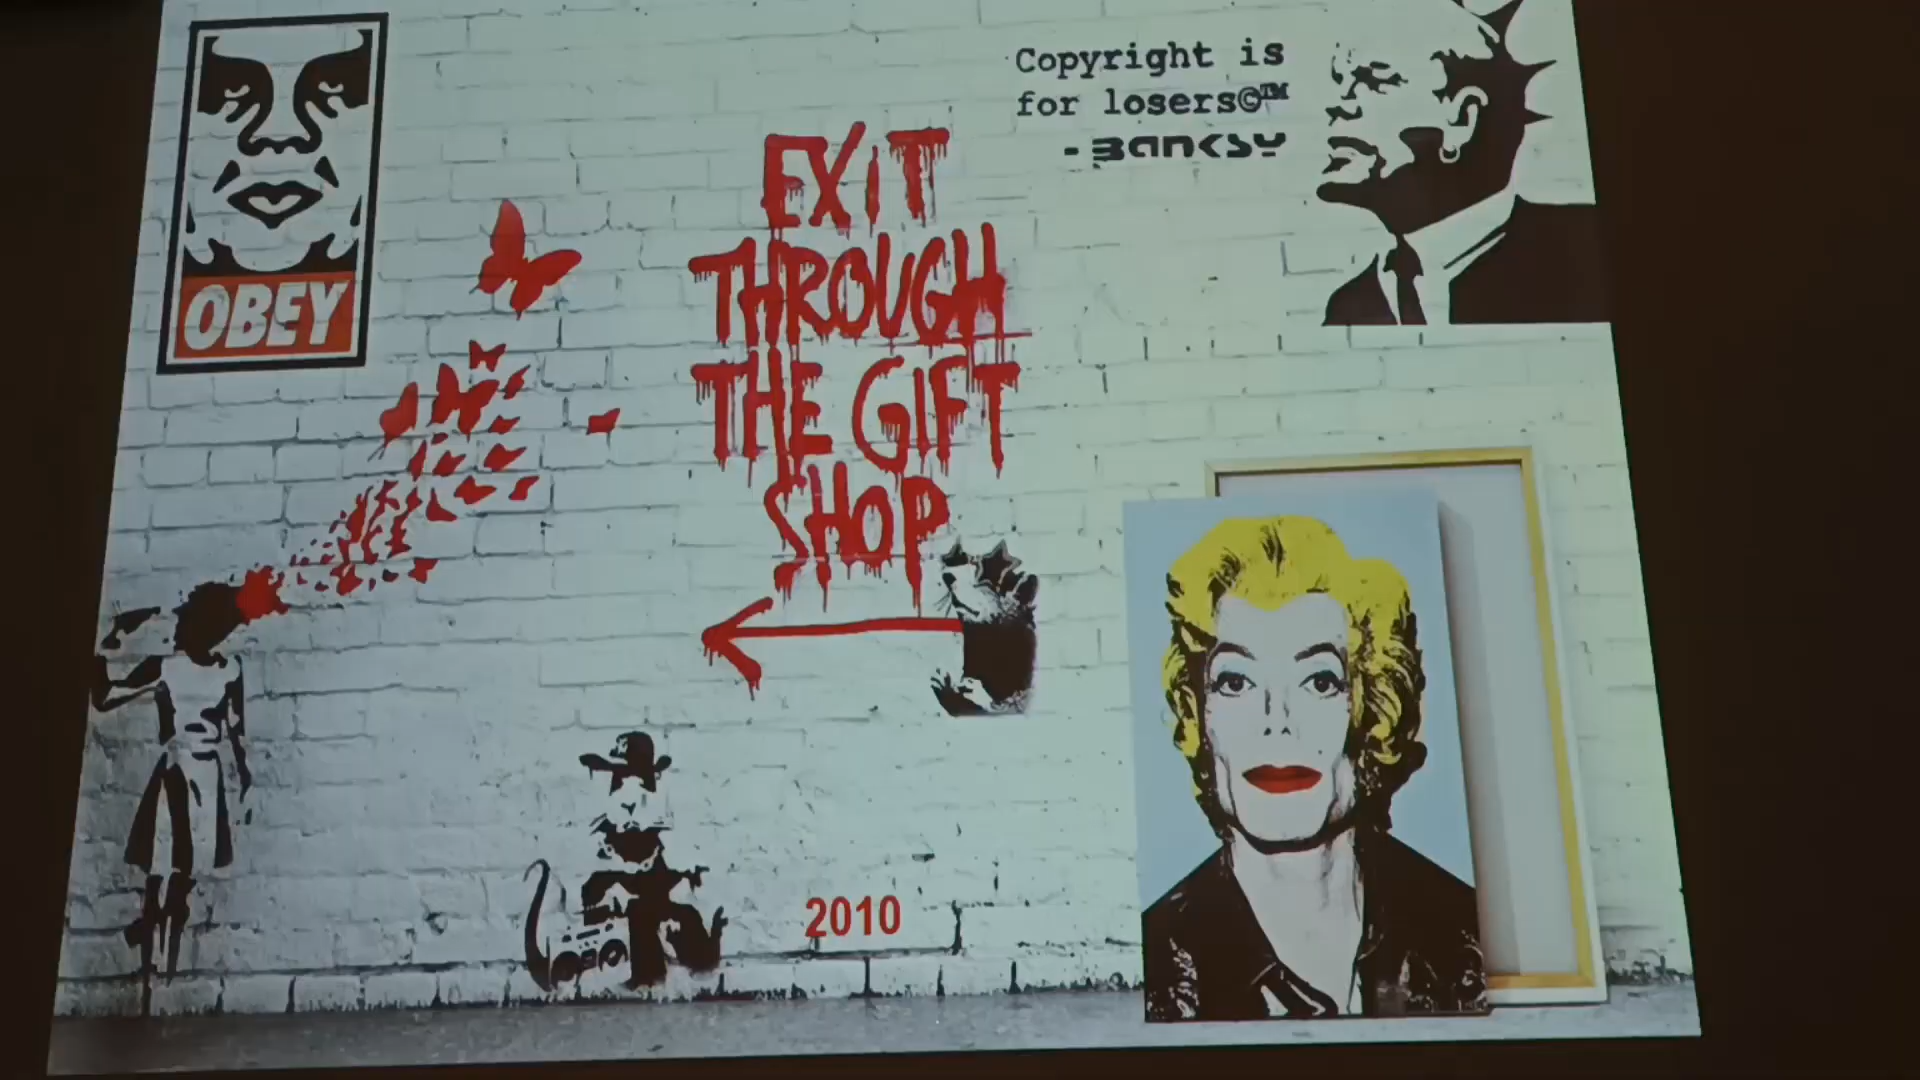 OBEY
Copyright is
for losers©™
- BANKSY
EXiT
THROUGH
THE GIFT
SHOP
2010